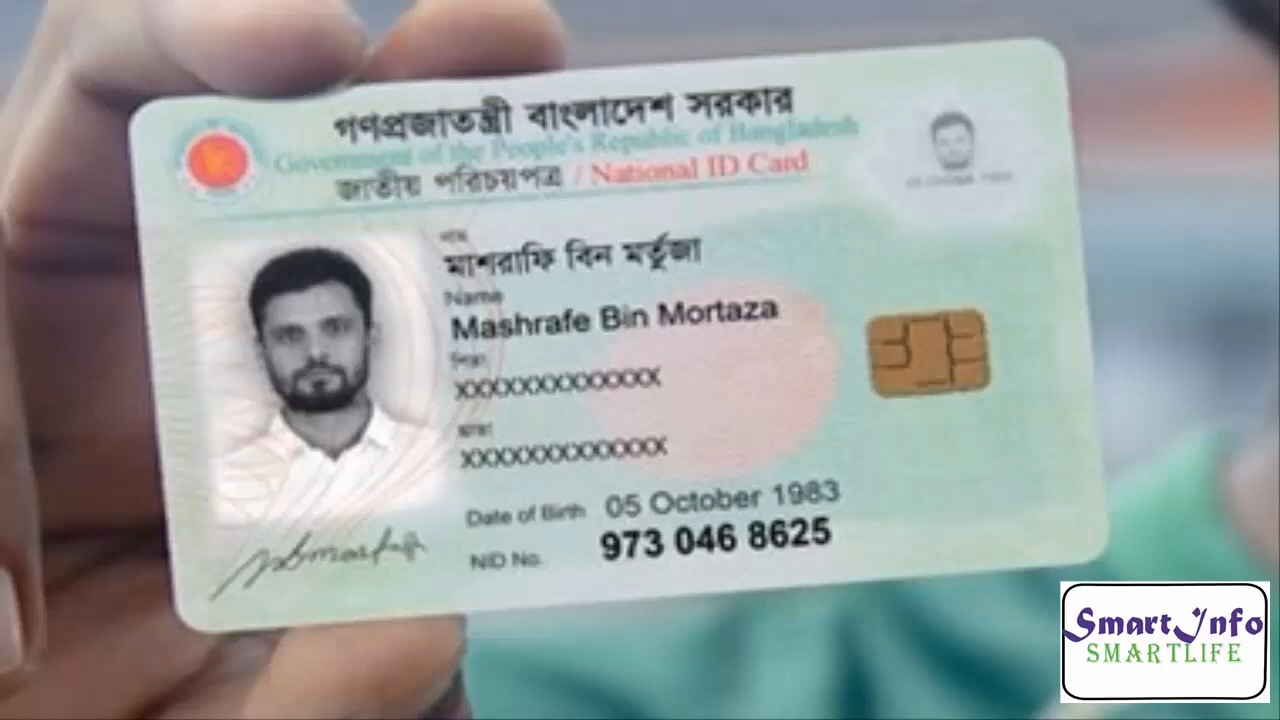 গণপ্রজাতন্ত্রী বাংলাদেশ সরকার
Government of the People's Republic of Bangladesh
জাতীয় পরিচয়পত্র / National ID Card
নাম
মাশরাফি বিন মর্তুজা
Name
Mashrafe Bin Mortaza
পিতা
XXXXXXXXXXXXX
মাতা
XXXXXXXXXXXXX
Date of Birth 05 October 1983
NID No. 973 046 8625
Smart Info
SMARTLIFE